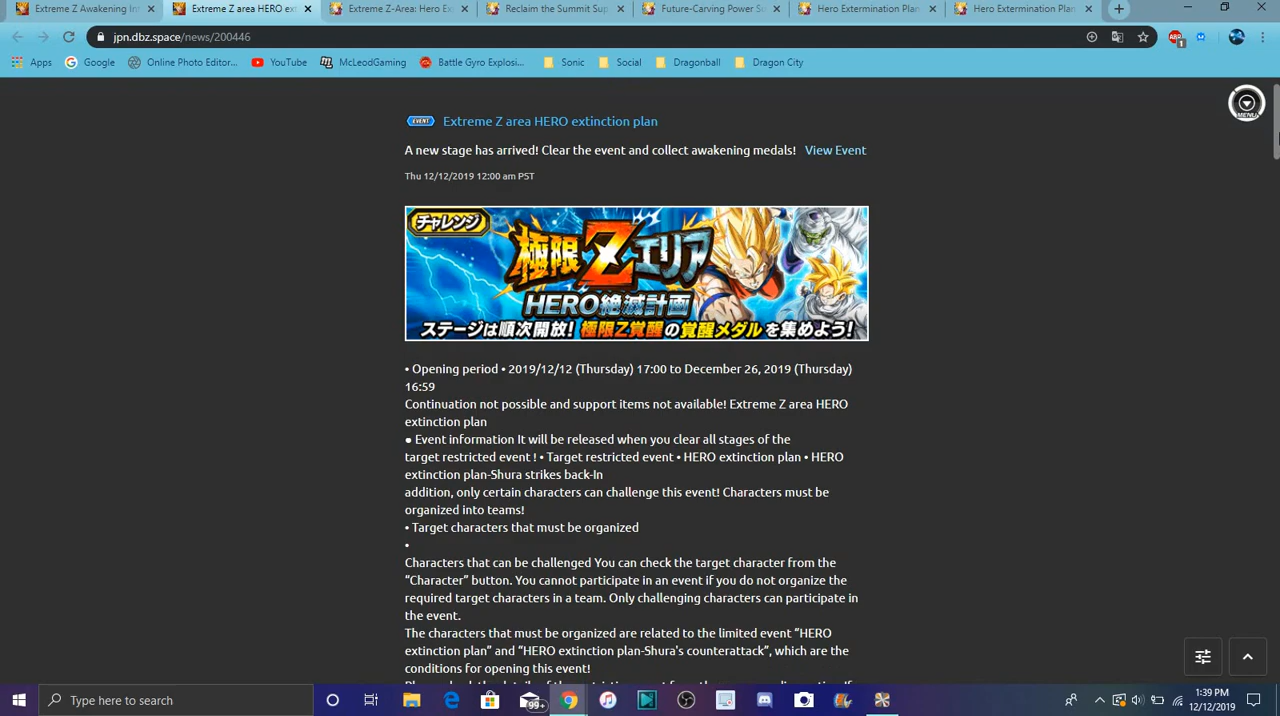 Extreme Z Awakening Int
Extreme Z area HERO ext
Extreme Z-Area: Hero Ex
Reclaim the Summit Sup
Future-Carving Power S
Hero Extermination Plan
Hero Extermination Plan
jpn.dbz.space/news/200446
Apps
Google
Online Photo Editor...
YouTube
McLeodGaming
Battle Gyro Explosi...
Sonic
Social
Dragonball
Dragon City
MENU
EVENT Extreme Z area HERO extinction plan
A new stage has arrived! Clear the event and collect awakening medals! View Event
Thu 12/12/2019 12:00 am PST
チャレンジ
極限Zエリア
HERO絶滅計画
ステージは順次開放!極限Z覚醒の覚醒メダルを集めよう!
• Opening period • 2019/12/12 (Thursday) 17:00 to December 26, 2019 (Thursday)
16:59
Continuation not possible and support items not available! Extreme Z area HERO
extinction plan
● Event information It will be released when you clear all stages of the
target restricted event ! • Target restricted event • HERO extinction plan • HERO
extinction plan-Shura strikes back-In
addition, only certain characters can challenge this event! Characters must be
organized into teams!
• Target characters that must be organized
•
Characters that can be challenged You can check the target character from the
“Character” button. You cannot participate in an event if you do not organize the
required target characters in a team. Only challenging characters can participate in
the event.
The characters that must be organized are related to the limited event “HERO
extinction plan” and “HERO extinction plan-Shura's counterattack”, which are the
conditions for opening this event!
Type here to search
99+
1:39 PM
12/12/2019